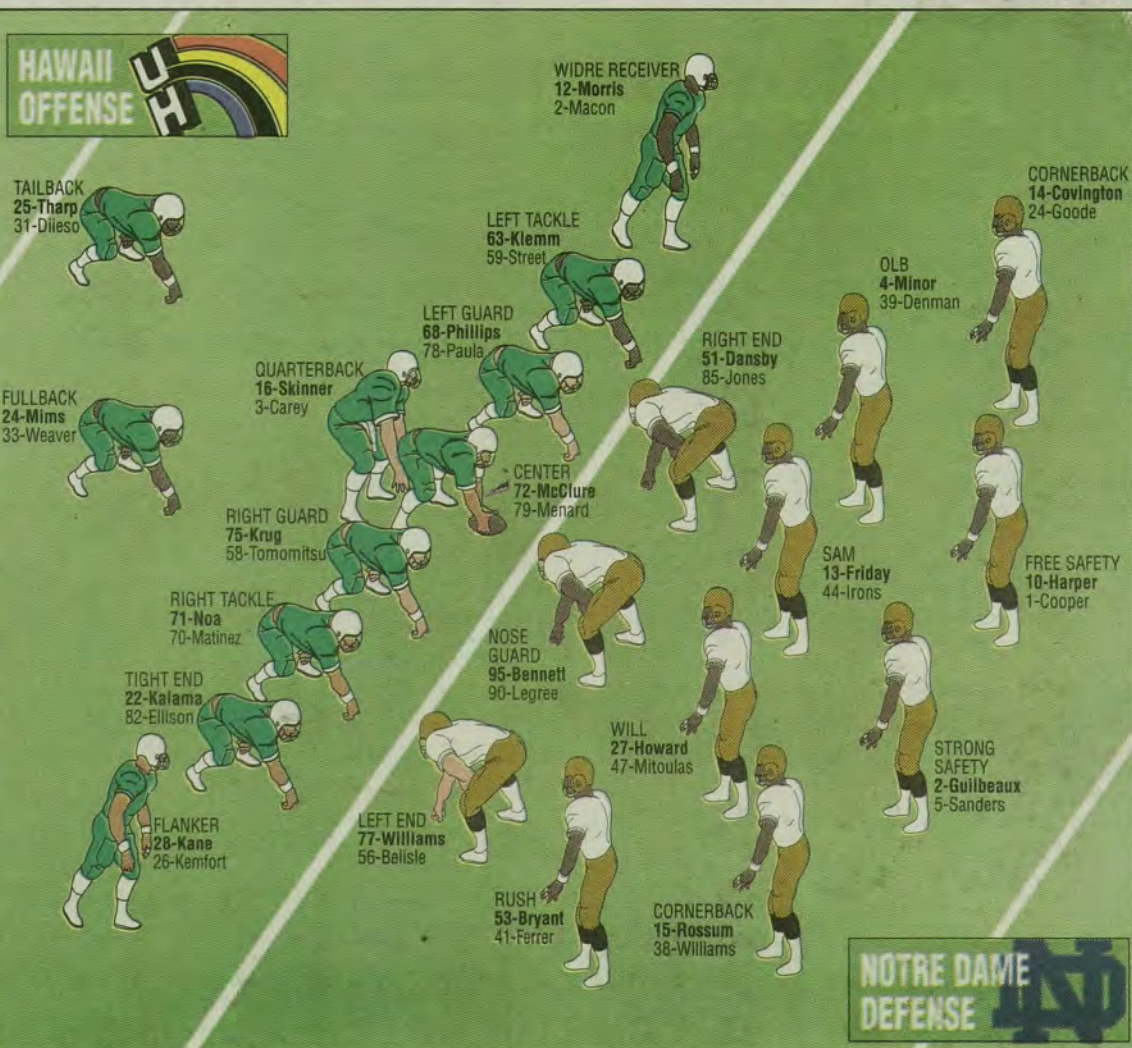 HAWAII
OFFENSE
UH
WIDRE RECEIVER
12-Morris
2-Macon
TAILBACK
25-Tharp
31-Dileso
LEFT TACKLE
63-Klemm
59-Street
CORNERBACK
14-Covington
24-Goode
OLB
4-Minor
39-Denman
LEFT GUARD
68-Phillips
78-Paula
RIGHT END
51-Dansby
85-Jones
QUARTERBACK
16-Skinner
3-Carey
FULLBACK
24-Mims
33-Weaver
CENTER
72-McClure
79-Menard
RIGHT GUARD
75-Krug
58-Tomomitsu
SAM
13-Friday
44-Irons
FREE SAFETY
10-Harper
1-Cooper
RIGHT TACKLE
71-Noa
70-Matinez
NOSE
GUARD
95-Bennett
90-Legree
TIGHT END
22-Kalama
82-Ellison
WILL
27-Howard
47-Mitoulas
STRONG
SAFETY
2-Guilbeaux
5-Sanders
FLANKER
28-Kane
26-Kemfort
LEFT END
77-Williams
56-Belisle
RUSH
53-Bryant
41-Ferrer
CORNERBACK
15-Rossum
38-Williams
NOTRE DAME
DEFENSE
ND